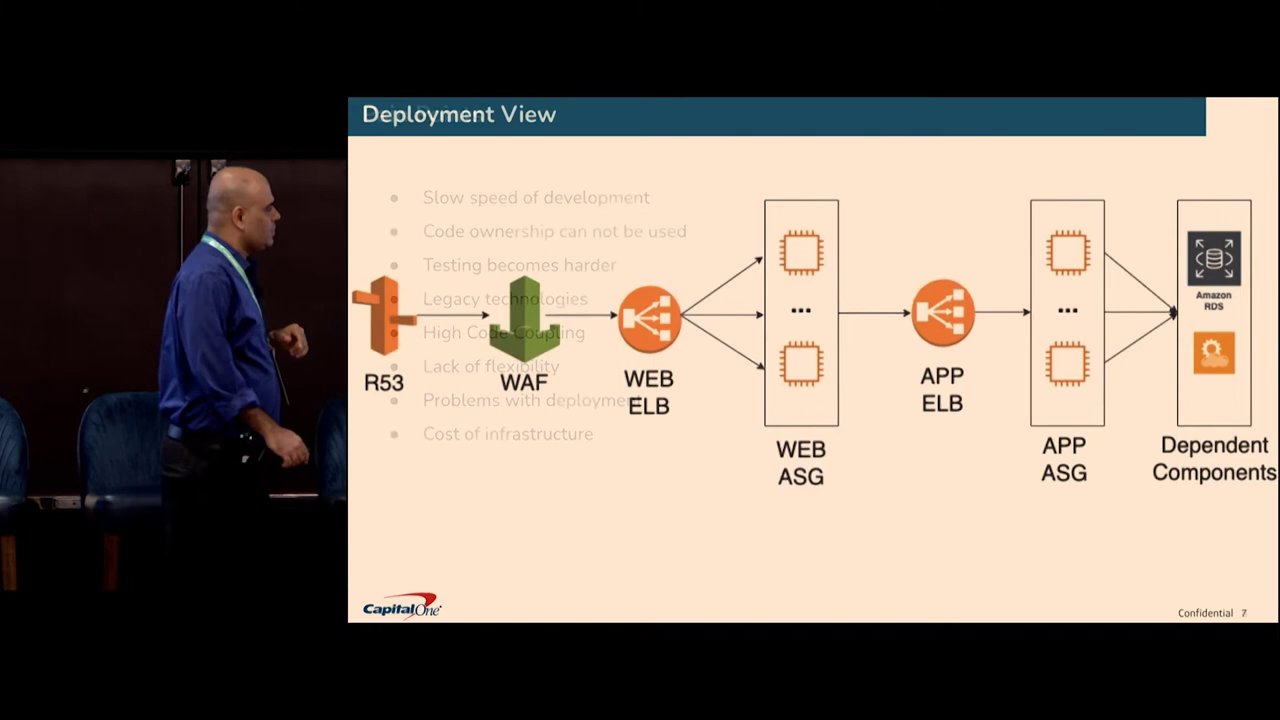 Deployment View
Slow speed of development
Code ownership can not be used
Testing becomes harder
Legacy technologies
High Code Coupling
Lack of flexibility
Problems with deployment
Cost of infrastructure
R53
WAF
WEB
ELB
...
WEB
ASG
APP
ELB
...
APP
ASG
Amazon
RDS
Dependent
Components
CapitalOne
Confidential 7